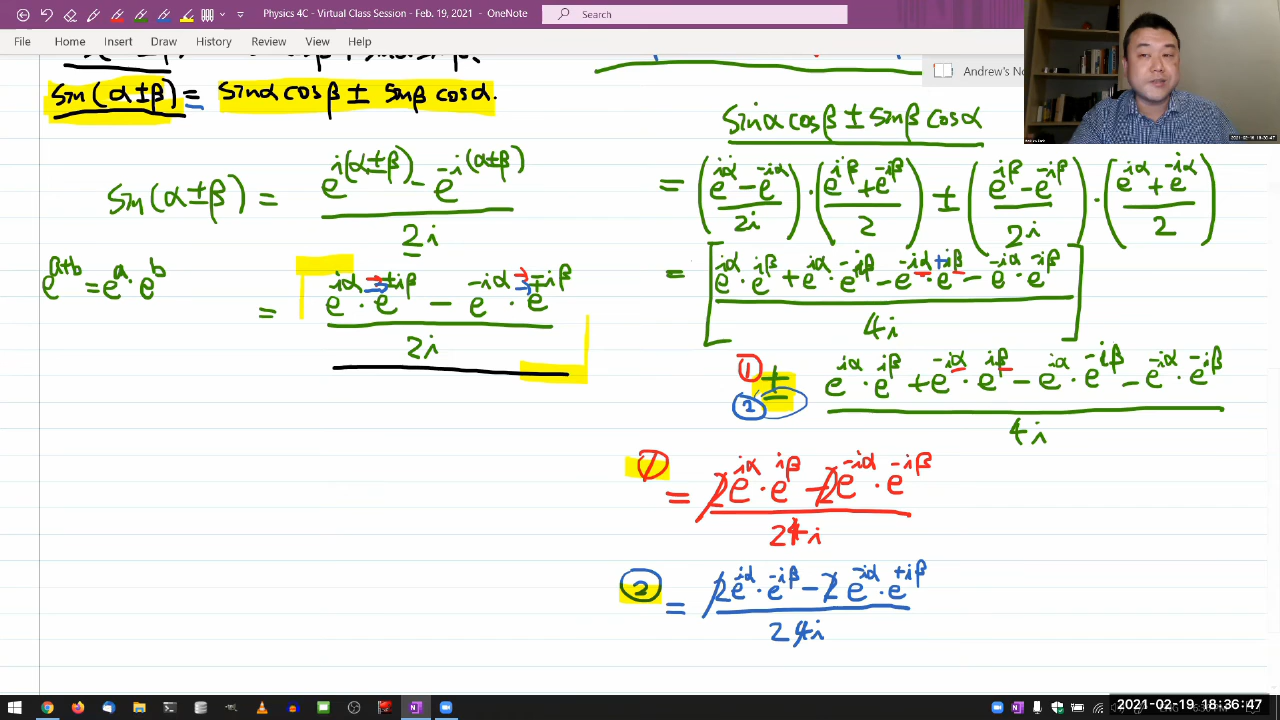 Physics 4C - Virtual Class Session - Feb. 19, 2021 - OneNote
Search
File Home Insert Draw History Review View Help
Andrew's No
sin(α±β) = sinα cosβ ± sinβ cosα.
sin(α±β) = (e^{i(α±β)} - e^{-i(α±β)}) / 2i
e^{a+b} = e^a · e^b
= (e^{iα} · e^{±iβ} - e^{-iα} · e^{∓iβ}) / 2i
sinα cosβ ± sinβ cosα
= ((e^{iα} - e^{-iα}) / 2i) · ((e^{iβ} + e^{-iβ}) / 2) ± ((e^{iβ} - e^{-iβ}) / 2i) · ((e^{iα} + e^{-iα}) / 2)
= [(e^{iα} · e^{iβ} + e^{iα} · e^{-iβ} - e^{-iα} · e^{+iβ} - e^{-iα} · e^{-iβ}) / 4i]
① ② ± (e^{iα} · e^{iβ} + e^{-iα} · e^{iβ} - e^{iα} · e^{-iβ} - e^{-iα} · e^{-iβ}) / 4i
① = (2e^{iα} · e^{iβ} - 2e^{-iα} · e^{-iβ}) / 2 4i
② = (2e^{iα} · e^{-iβ} - 2e^{-iα} · e^{+iβ}) / 2 4i
2021-02-19 18:36:47